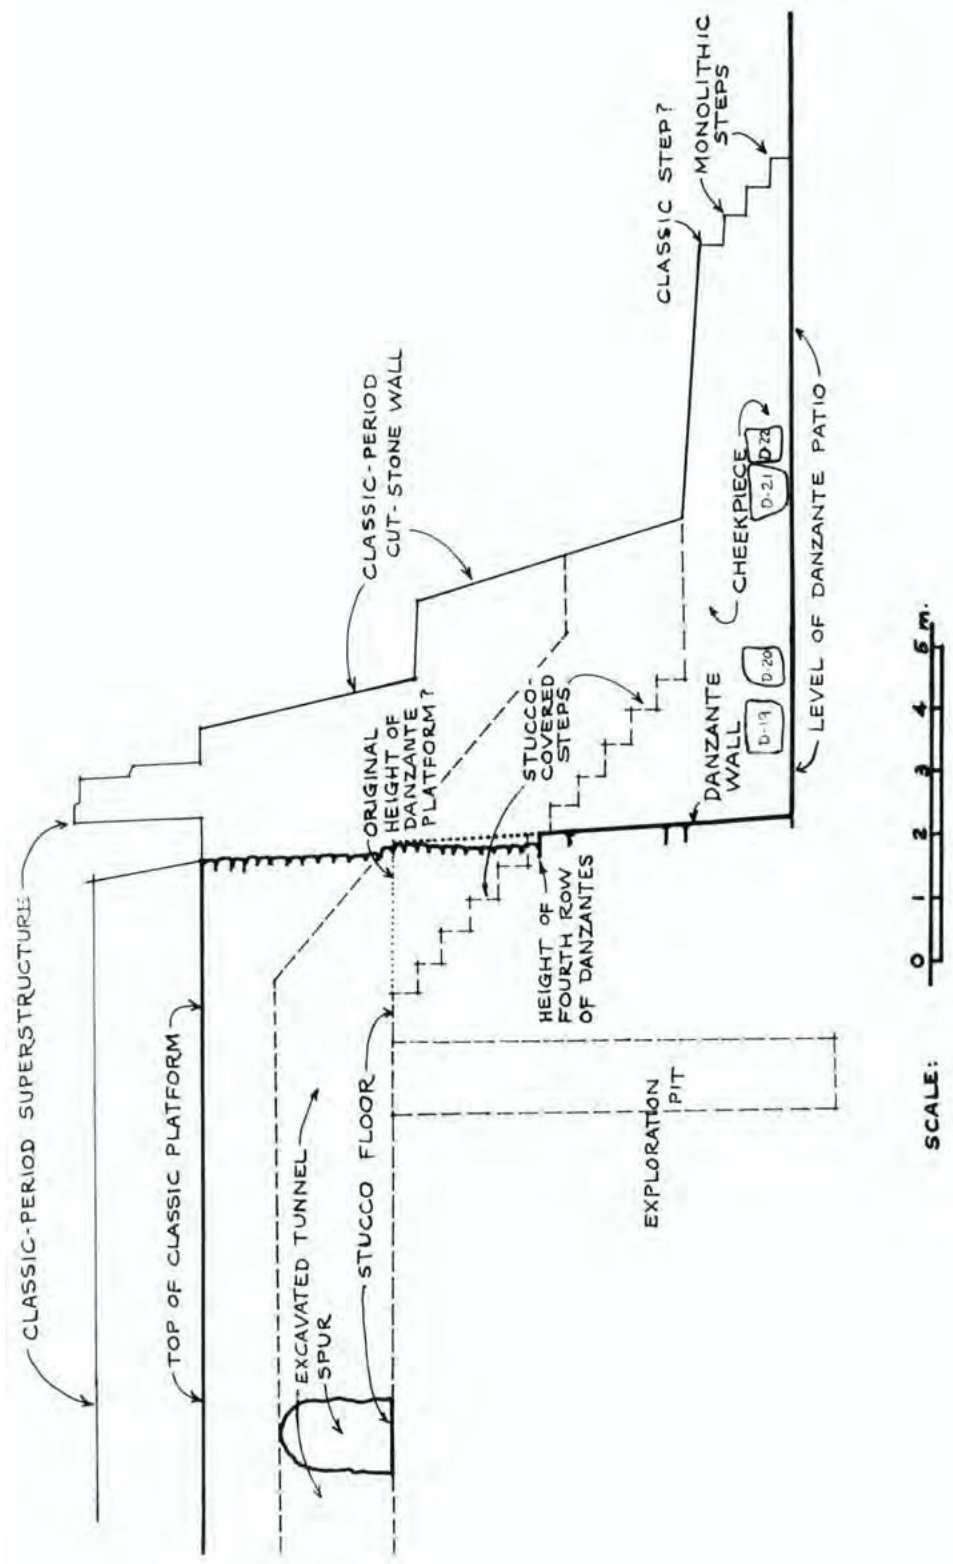 CLASSIC-PERIOD SUPERSTRUCTURE
TOP OF CLASSIC PLATFORM
EXCAVATED TUNNEL
SPUR
STUCCO FLOOR
EXPLORATION
PIT
CLASSIC-PERIOD
CUT-STONE WALL
ORIGINAL
HEIGHT OF
DANZANTE
PLATFORM?
STUCCO-
COVERED
STEPS
HEIGHT OF
FOURTH ROW
OF DANZANTES
DANZANTE
WALL
CLASSIC STEP?
MONOLITHIC
STEPS
CHEEKPIECE
D-19
D-20
D-21
D-22
LEVEL OF DANZANTE PATIO
SCALE:
0 1 2 3 4 5 m.